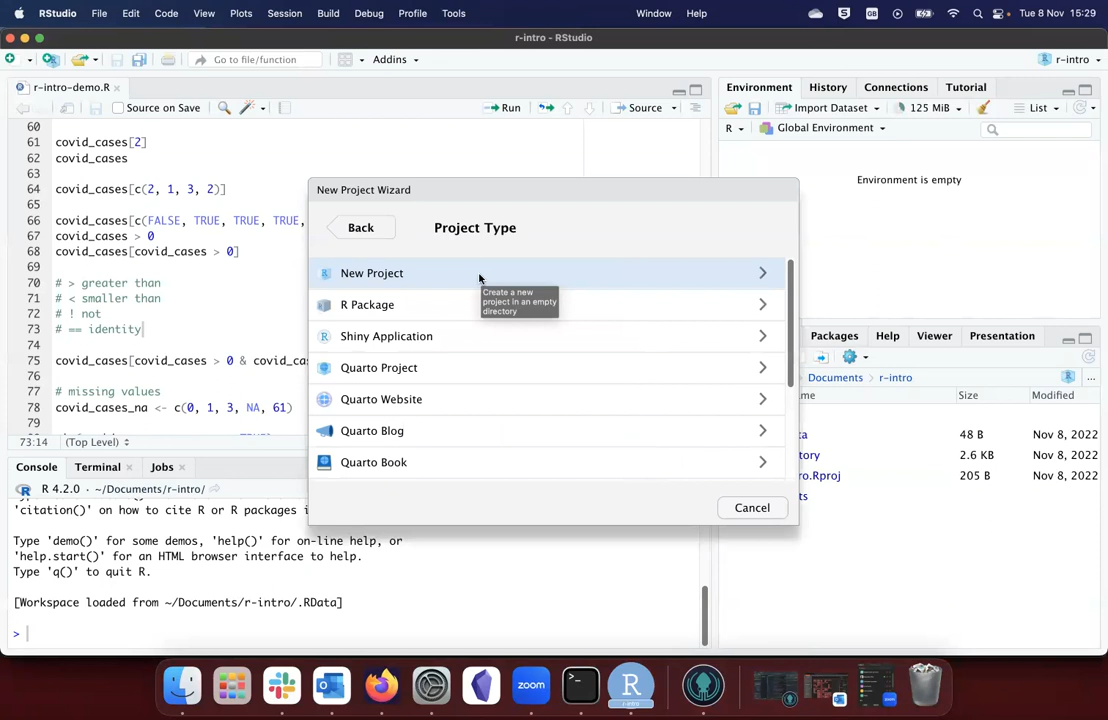 RStudio File Edit Code View Plots Session Build Debug Profile Tools Window Help S GB Tue 8 Nov 15:29
r-intro - RStudio
Go to file/function Addins r-intro
r-intro-demo.R
Source on Save Run Source
60
61 covid_cases[2]
62 covid_cases
63
64 covid_cases[c(2, 1, 3, 2)]
65
66 covid_cases[c(FALSE, TRUE, TRUE, TRUE,
67 covid_cases > 0
68 covid_cases[covid_cases > 0]
69
70 # > greater than
71 # < smaller than
72 # ! not
73 # == identity
74
75 covid_cases[covid_cases > 0 & covid_cas
76
77 # missing values
78 covid_cases_na <- c(0, 1, 3, NA, 61)
79
73:14 (Top Level)
Console Terminal Jobs
R 4.2.0 · ~/Documents/r-intro/
'citation()' on how to cite R or R packages i
Type 'demo()' for some demos, 'help()' for on-line help, or
'help.start()' for an HTML browser interface to help.
Type 'q()' to quit R.
[Workspace loaded from ~/Documents/r-intro/.RData]
>
New Project Wizard
Back Project Type
New Project
Create a new
project in an empty
directory
R Package
R Shiny Application
Quarto Project
Quarto Website
Quarto Blog
Quarto Book
Cancel
Environment History Connections Tutorial
Import Dataset 125 MiB List
R Global Environment
Environment is empty
Packages Help Viewer Presentation
Documents r-intro ...
me Size Modified
ta 48 B Nov 8, 2022
tory 2.6 KB Nov 8, 2022
ro.Rproj 205 B Nov 8, 2022
ts
zoom
>_
R
r-intro